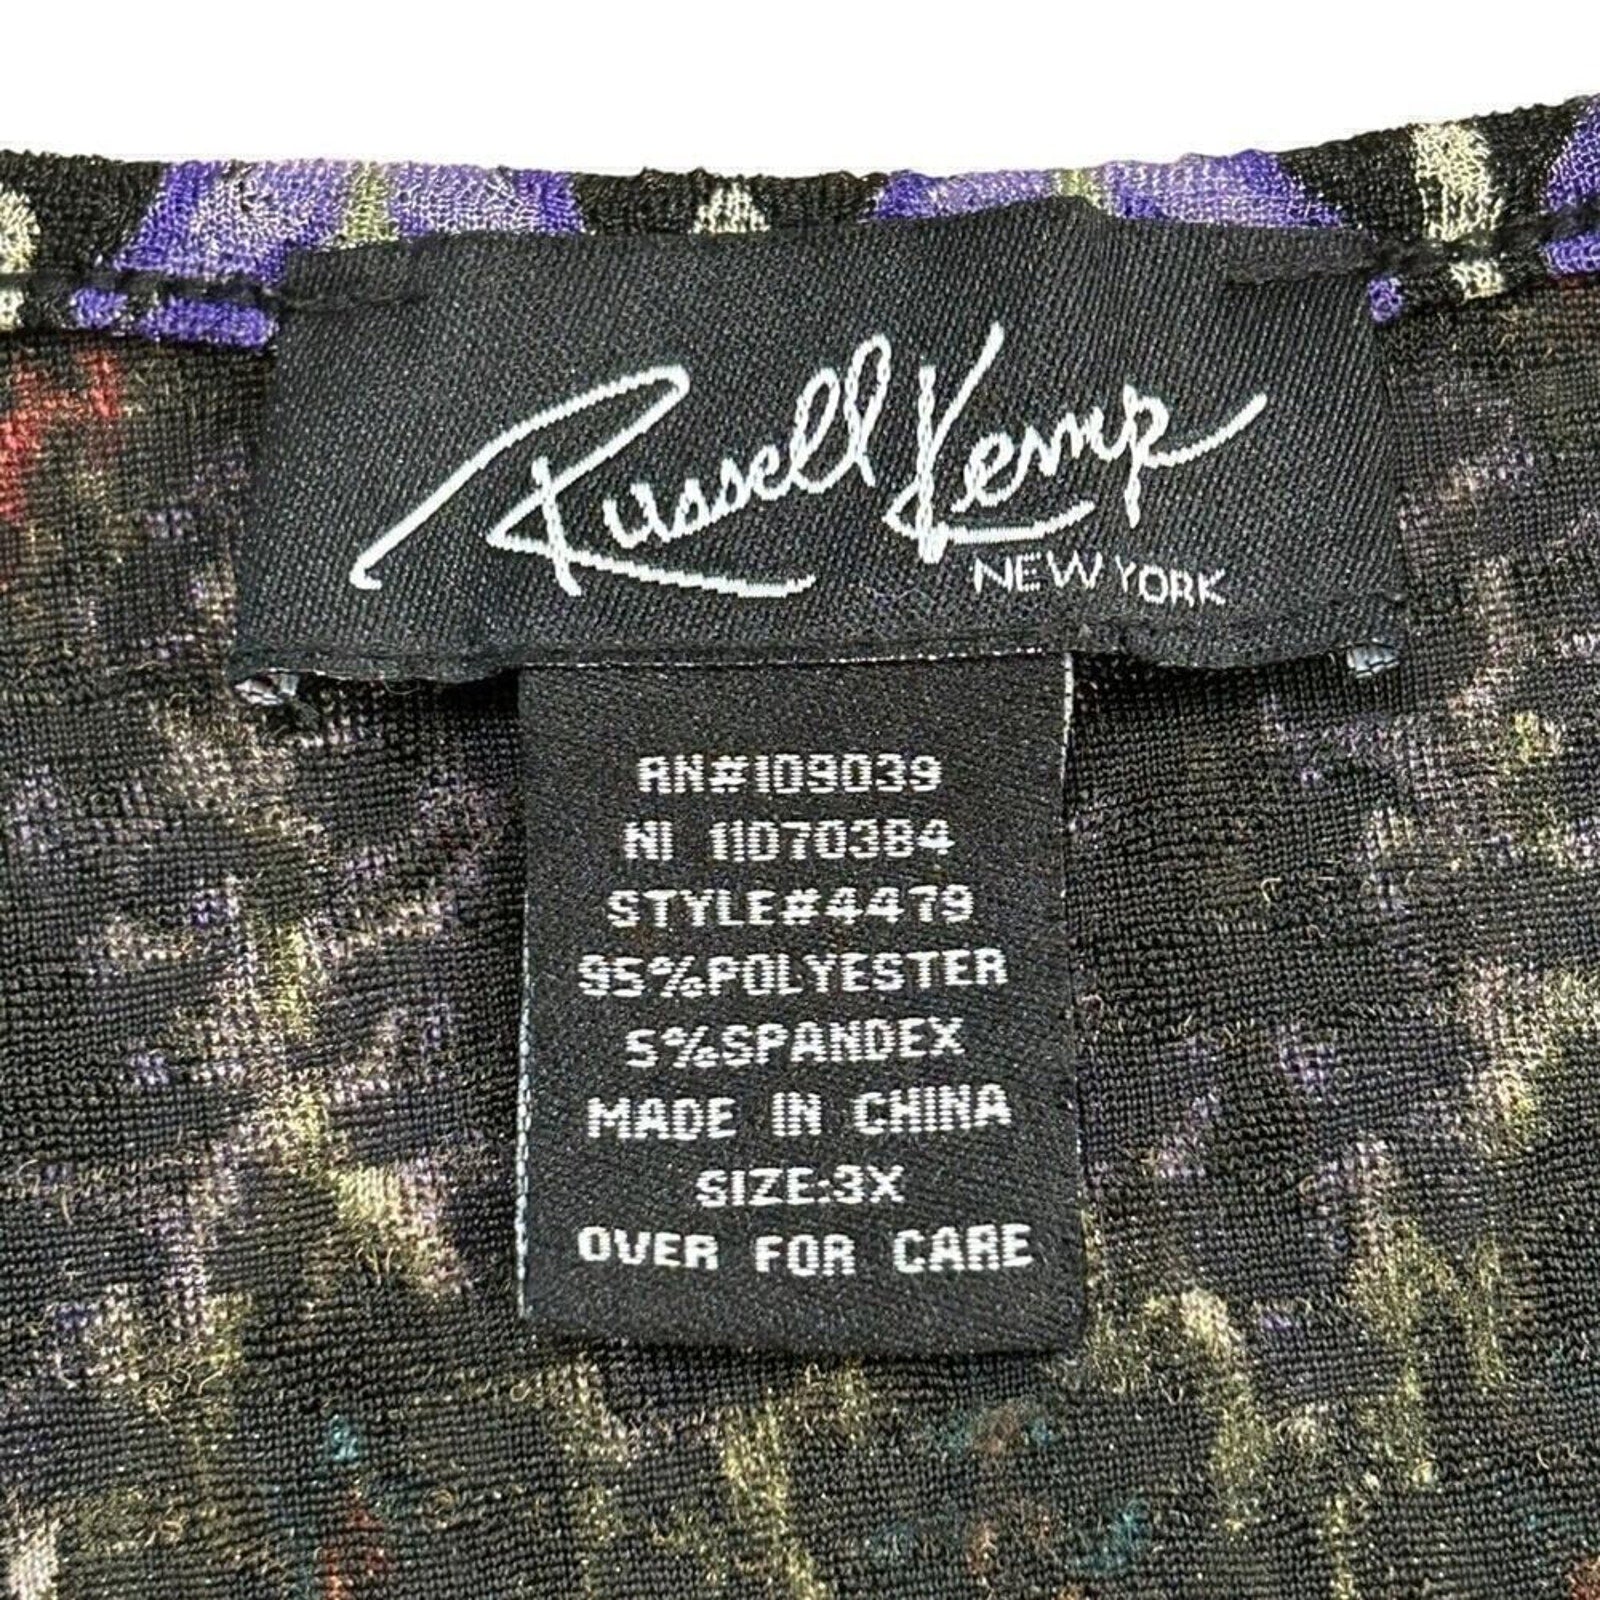 Russell Kemp
NEW YORK
RN#109039
NI 11D70384
STYLE#4479
95%POLYESTER
5%SPANDEX
MADE IN CHINA
SIZE:3X
OVER FOR CARE